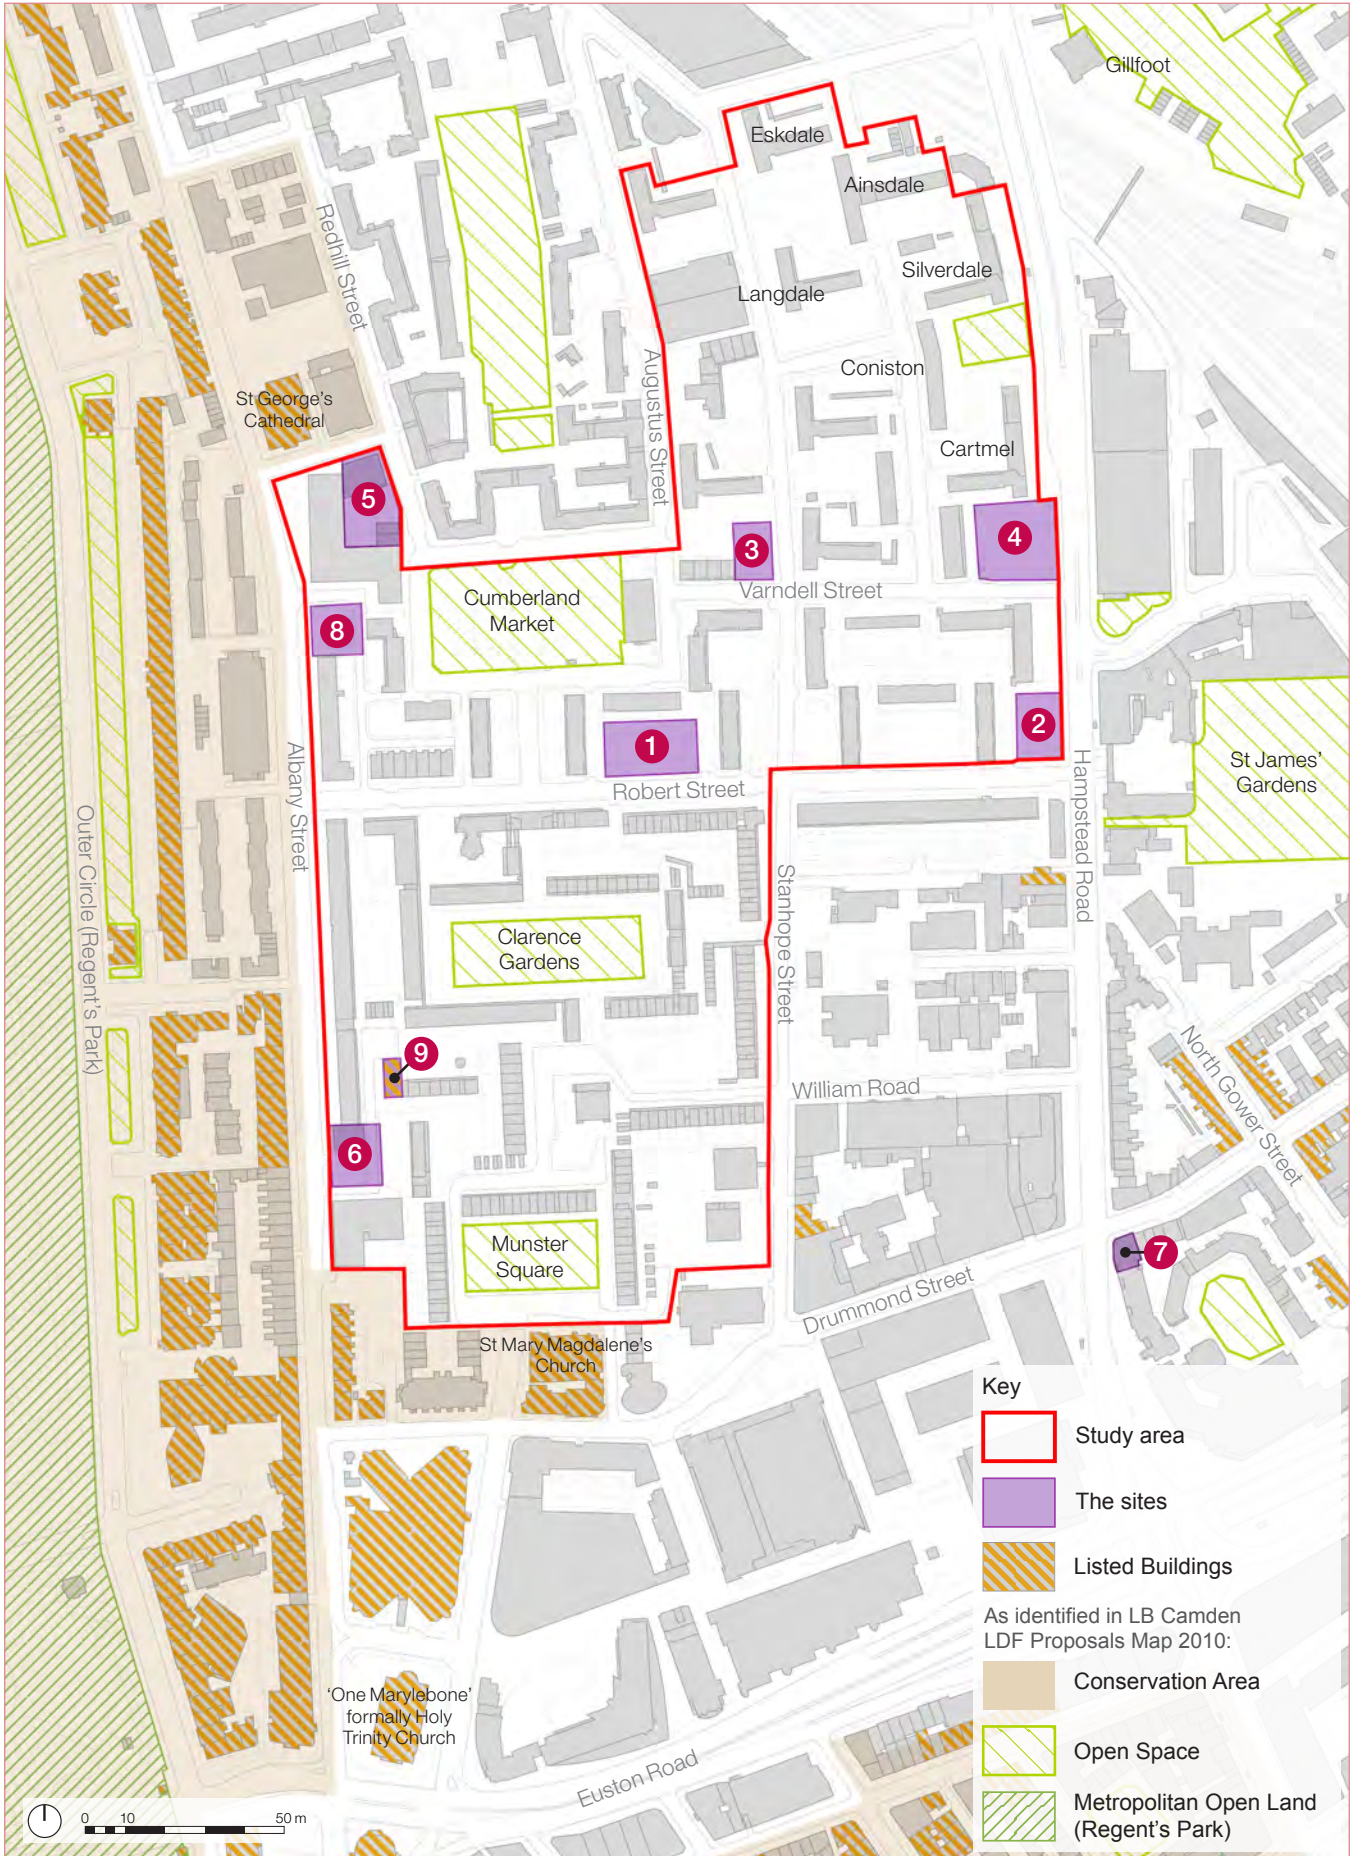 Gillfoot
Eskdale
Ainsdale
Redhill Street
Silverdale
Langdale
Augustus Street
Coniston
St George's
Cathedral
Cartmel
5
3
4
Varndell Street
Cumberland
Market
8
2
1
Robert Street
Albany Street
Hampstead Road
St James'
Gardens
Outer Circle (Regent's Park)
Stanhope Street
Clarence
Gardens
9
North Gower Street
William Road
6
Munster
Square
7
Drummond Street
St Mary Magdalene's
Church
'One Marylebone'
formally Holy
Trinity Church
Euston Road
0 10 50 m
Key
Study area
The sites
Listed Buildings
As identified in LB Camden
LDF Proposals Map 2010:
Conservation Area
Open Space
Metropolitan Open Land
(Regent's Park)